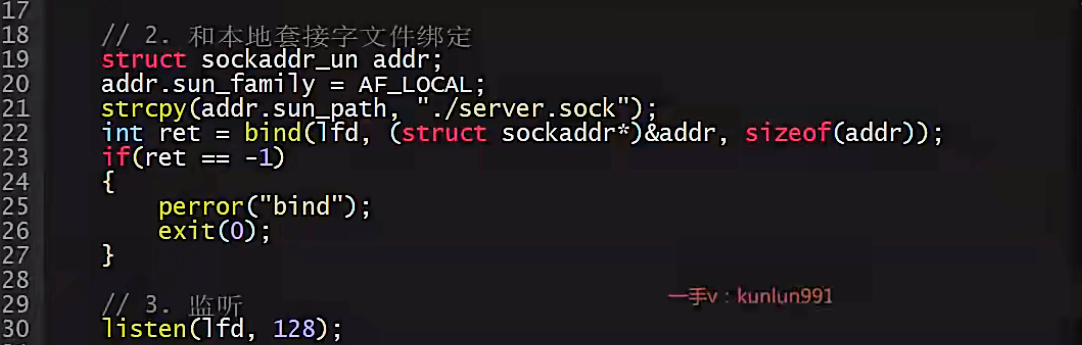 17
18 // 2. 和本地套接字文件绑定
19 struct sockaddr_un addr;
20 addr.sun_family = AF_LOCAL;
21 strcpy(addr.sun_path, "./server.sock");
22 int ret = bind(lfd, (struct sockaddr*)&addr, sizeof(addr));
23 if(ret == -1)
24 {
25 perror("bind");
26 exit(0);
27 }
28
一手v：kunlun991
29 // 3. 监听
30 listen(lfd, 128);